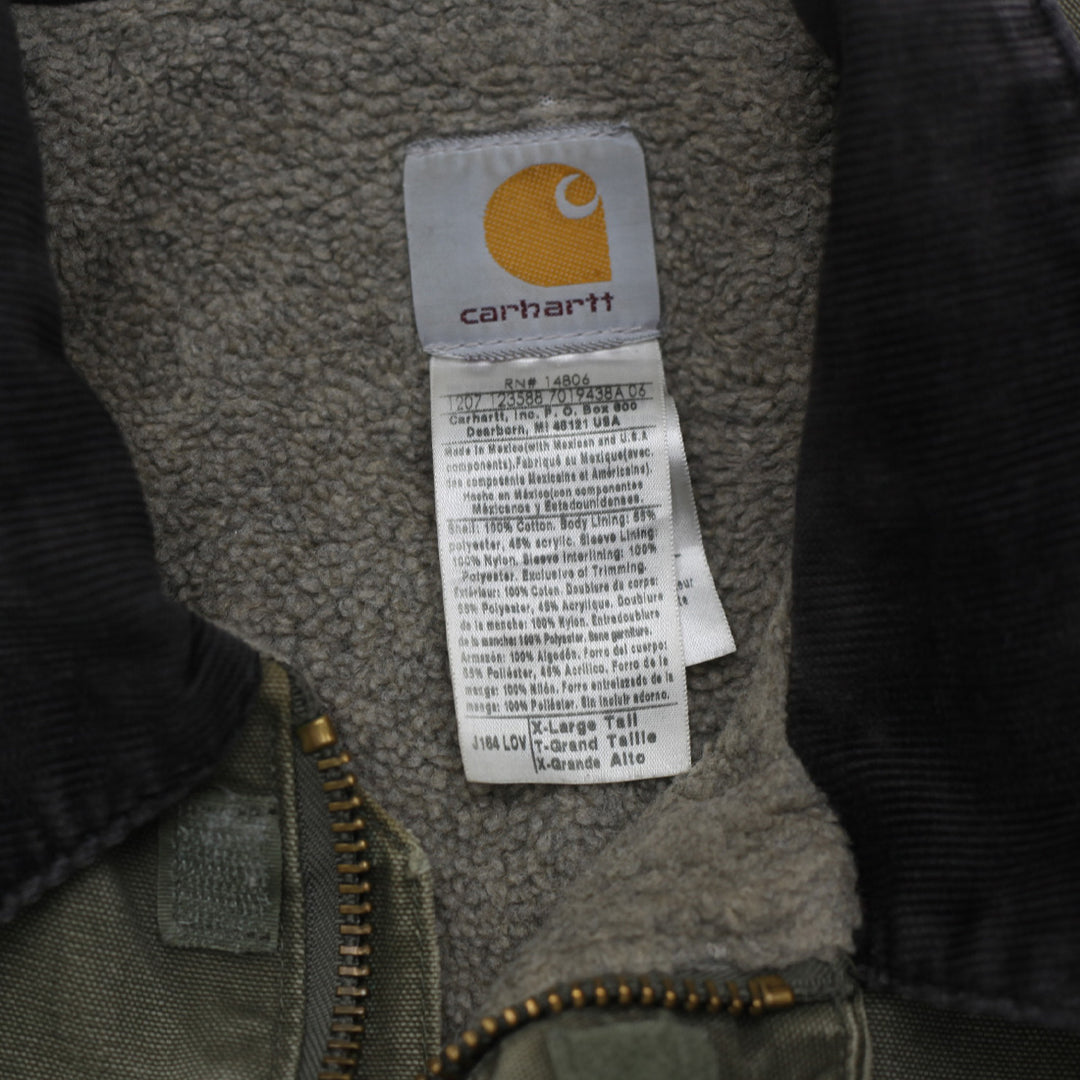 carhartt
RN# 14806
1207 123588 7019438A 06
Carhartt, Inc. P. O. Box 600
Dearborn, MI 48121 USA
Made in Mexico(with Mexican and U.S.A
components).Fabriqué au Mexique(avec
des composants Mexicains et Américains)
Hecho en México(con componentes
Méxicanos y Estadounidenses.
Shell: 100% Cotton. Body Lining: 55%
polyester, 45% acrylic. Sleeve Lining
100% Nylon. Sleeve Interlining: 100%
Polyester. Exclusive of Trimming.
Extérieur: 100% Coton. Doublure du corps:
55% Polyester, 45% Acrylique. Doublure
de la manche: 100% Nylon. Entredoublure
de la manche: 100% Polyester. Sans garniture.
Armazón: 100% Algodón. Forro del cuerpo
55% Poliéster, 45% Acrílico. Forro de la
manga: 100% Nilón. Forro entrelazado de la
manga: 100% Poliéster. Sin incluir adorno.
J164 LOV
X-Large Tall
T-Grand Taille
X-Grande Alto